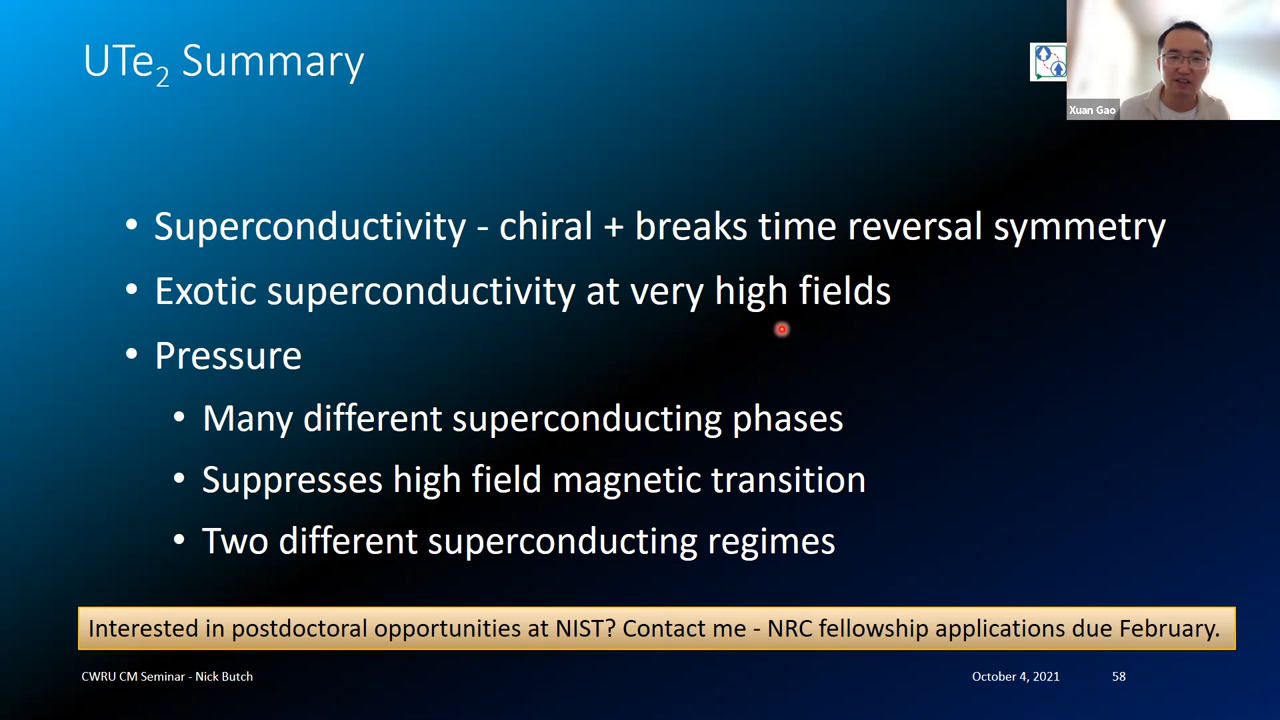 UTe₂ Summary
Xuan Gao
• Superconductivity - chiral + breaks time reversal symmetry
• Exotic superconductivity at very high fields
• Pressure
• Many different superconducting phases
• Suppresses high field magnetic transition
• Two different superconducting regimes
Interested in postdoctoral opportunities at NIST? Contact me - NRC fellowship applications due February.
CWRU CM Seminar - Nick Butch
October 4, 2021
58